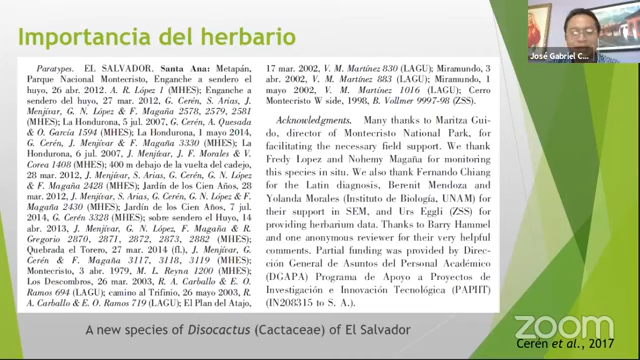 Importancia del herbario
José Gabriel C...
Paratypes. EL SALVADOR. Santa Ana: Metapán,
Parque Nacional Montecristo, Enganche a sendero el
huyo, 26 abr. 2012. A. R. López 1 (MHES); Enganche a
sendero del huyo, 27 mar. 2012, G. Cerén, S. Arias, J.
Menjívar, G. N. López & F. Magaña 2578, 2579, 2581
(MHES); La Hondurona, 5 julio 2007, G. Cerén, A. Quesada
& O. García 1594 (MHES); La Hondurona, 1 mayo 2014,
G. Cerén, J. Menjívar & F. Magaña 3330 (MHES); La
Hondurona, 6 jul. 2007, J. Menjívar, J. F. Morales & V.
Corea 1408 (MHES); 400 m debajo de la vuelta del cadejo,
28 mar. 2012, J. Menjívar, S. Arias, G. Cerén, G. N. López
& F. Magaña 2428 (MHES); Jardín de los Cien Años, 28
mar. 2012, J. Menjívar, S. Arias, G. Cerén, G. N. López & F.
Magaña 2430 (MHES); Jardín de los Cien Años, 7 jul.
2014, G. Cerén 3328 (MHES); sobre sendero el Huyo, 14
abr. 2013, J. Menjívar, G. N. López, F. Magaña & R.
Gregorio 2870, 2871, 2872, 2873, 2882 (MHES);
Quebrada el Torero, 27 mar. 2014 (fl.), J. Menjívar, G.
Cerén & F. Magaña 3117, 3118, 3119 (MHES);
Montecristo, 3 abr. 1979, M. L. Reyna 1200 (MHES);
Los Descombros, 26 mar. 2003, R. A. Carballo & E. O.
Ramos 694 (LAGU); camino al Trifinio, 26 mayo 2003, R.
A. Carballo & E. O. Ramos 719 (LAGU); El Plan del Atajo,
17 mar. 2002, V. M. Martínez 830 (LAGU); Miramundo, 3
abr. 2002, V. M. Martínez 883 (LAGU); Miramundo, 1
mayo 2002, V. M. Martínez 1016 (LAGU); Cerro
Montecristo W side, 1998, B. Vollmer 9997-98 (ZSS).
Acknowledgments. Many thanks to Maritza Gui-
do, director of Montecristo National Park, for
facilitating the necessary field support. We thank
Fredy Lopez and Nohemy Magaña for monitoring
this species in situ. We also thank Fernando Chiang
for the Latin diagnosis, Berenit Mendoza and
Yolanda Morales (Instituto de Biología, UNAM) for
their support in SEM, and Urs Eggli (ZSS) for
providing herbarium data. Thanks to Barry Hammel
and one anonymous reviewer for their very helpful
comments. Partial funding was provided by Direc-
ción General de Asuntos del Personal Académico
(DGAPA) Programa de Apoyo a Proyectos de
Investigación e Innovación Tecnológica (PAPIIT)
(IN208315 to S. A.).
A new species of Disocactus (Cactaceae) of El Salvador
zoom
Cerén et al., 2017